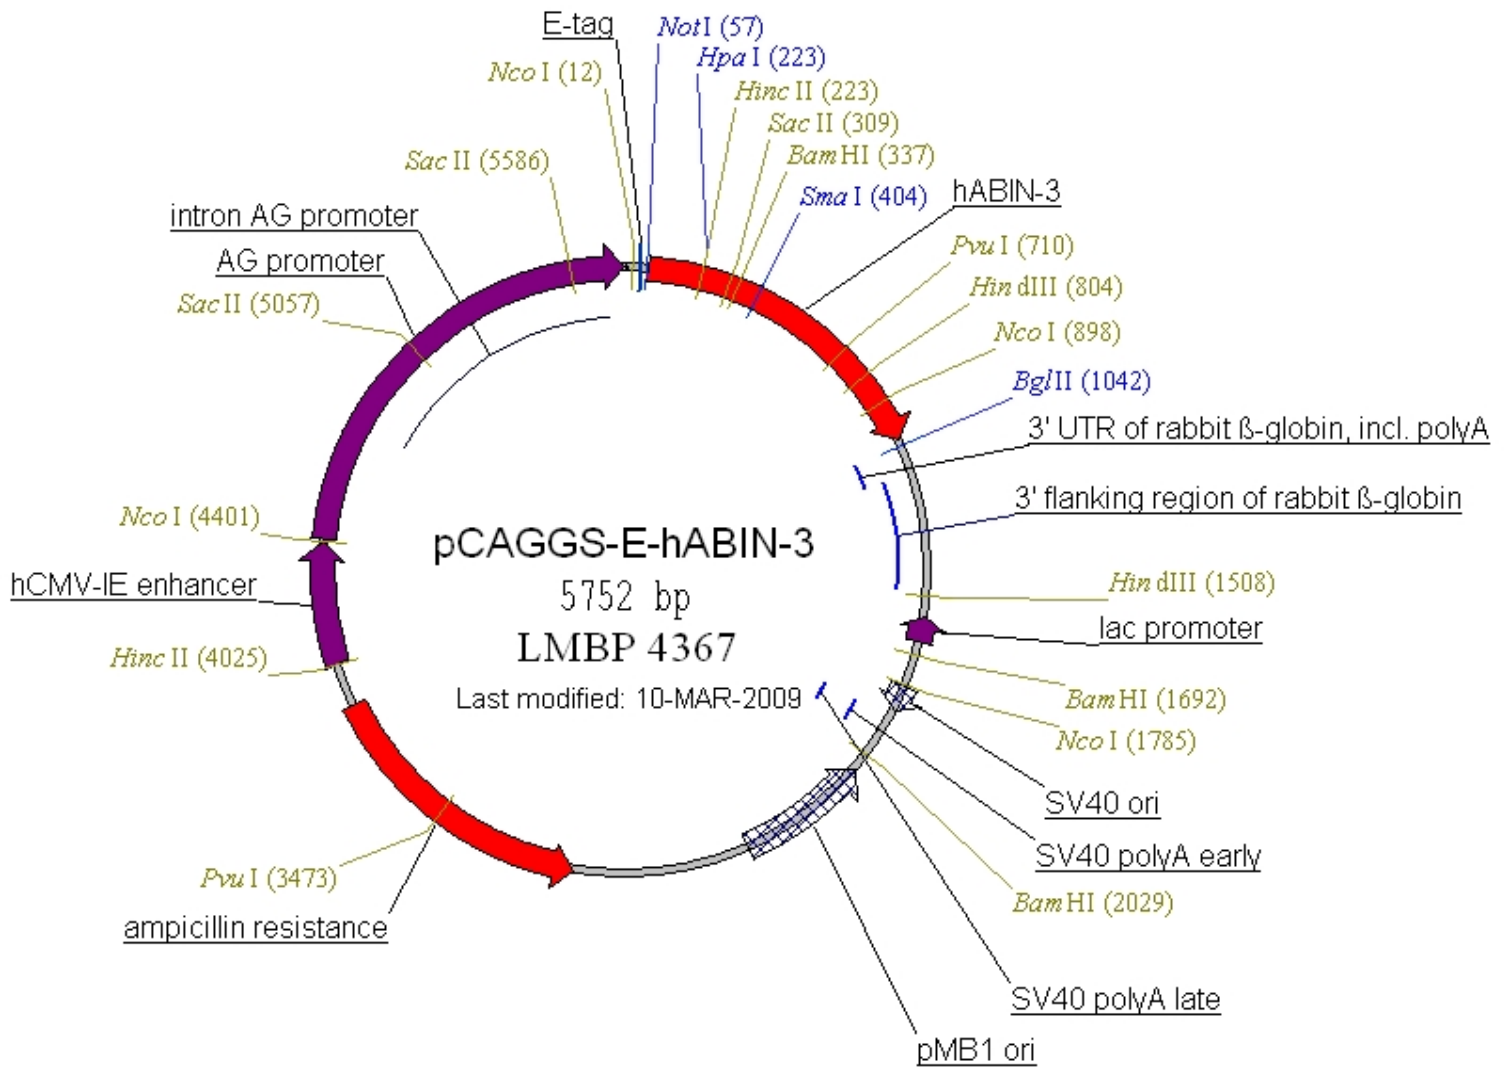 E-tag
NotI (57)
HpaI (223)
NcoI (12)
HincII (223)
SacII (309)
BamHI (337)
SacII (5586)
SmaI (404)
hABIN-3
intron AG promoter
AG promoter
PvuI (710)
SacII (5057)
HindIII (804)
NcoI (898)
BglII (1042)
3' UTR of rabbit ß-globin, incl. polyA
3' flanking region of rabbit ß-globin
NcoI (4401)
pCAGGS-E-hABIN-3
5752 bp
LMBP 4367
Last modified: 10-MAR-2009
hCMV-IE enhancer
HindIII (1508)
lac promoter
HincII (4025)
BamHI (1692)
NcoI (1785)
SV40 ori
SV40 polyA early
PvuI (3473)
BamHI (2029)
ampicillin resistance
SV40 polyA late
pMB1 ori